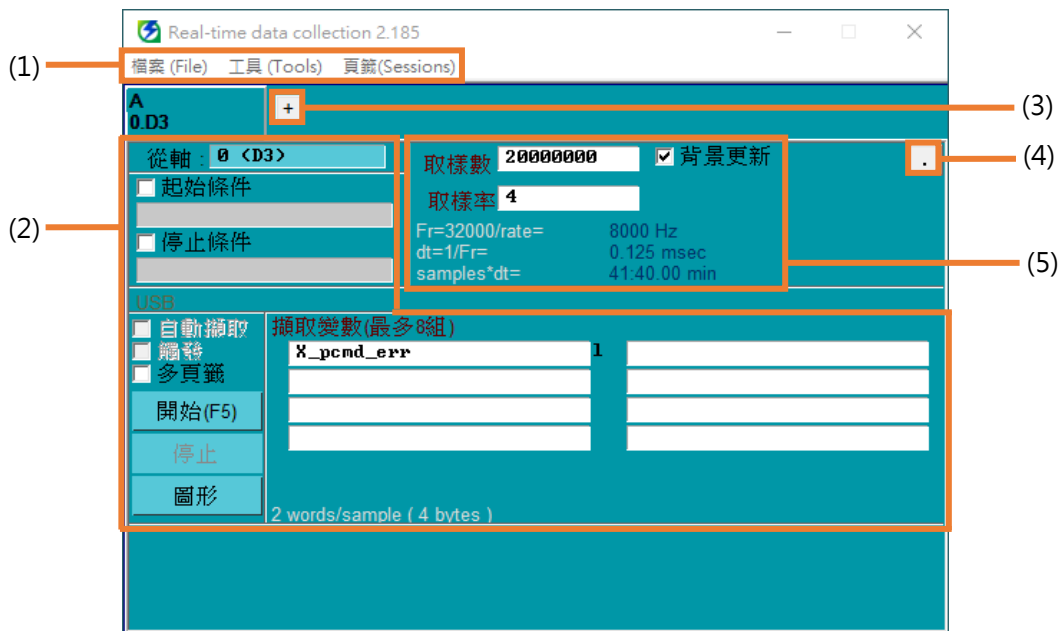 Real-time data collection 2.185
(1)
檔案 (File) 工具 (Tools) 頁籤(Sessions)
A
0.D3
+
(3)
從軸 : 0 (D3)
取樣數 20000000
背景更新
.
(4)
起始條件
取樣率 4
(2)
停止條件
Fr=32000/rate= 8000 Hz
dt=1/Fr= 0.125 msec
samples*dt= 41:40.00 min
(5)
USB
自動擷取
觸發
多頁籤
擷取變數(最多8組)
X_pcmd_err 1
開始(F5)
停止
圖形
2 words/sample ( 4 bytes )